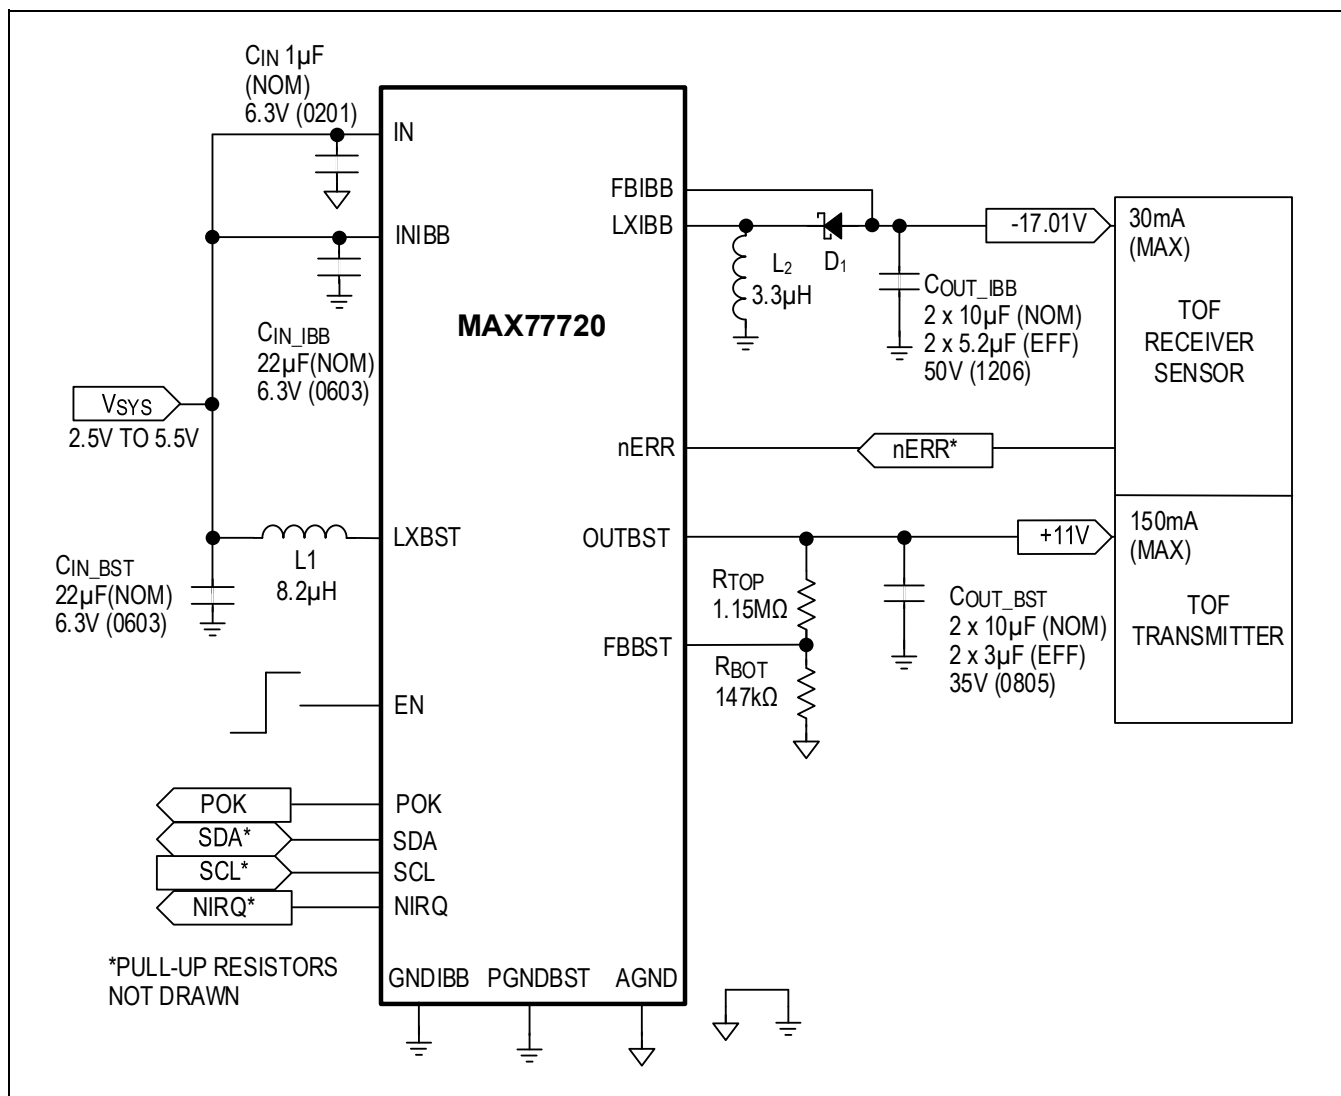 CIN 1µF
(NOM)
6.3V (0201)
IN
FBIBB
LXIBB
-17.01V
30mA
(MAX)
INIBB
L2
3.3µH
D1
COUT_IBB
2 x 10µF (NOM)
2 x 5.2µF (EFF)
50V (1206)
TOF
RECEIVER
SENSOR
MAX77720
CIN_IBB
22µF(NOM)
6.3V (0603)
VSYS
2.5V TO 5.5V
nERR
nERR*
LXBST
L1
8.2µH
OUTBST
+11V
150mA
(MAX)
CIN_BST
22µF(NOM)
6.3V (0603)
RTOP
1.15MΩ
COUT_BST
2 x 10µF (NOM)
2 x 3µF (EFF)
35V (0805)
TOF
TRANSMITTER
FBBST
RBOT
147kΩ
EN
POK
POK
SDA*
SDA
SCL*
SCL
NIRQ*
NIRQ
*PULL-UP RESISTORS
NOT DRAWN
GNDIBB
PGNDBST
AGND